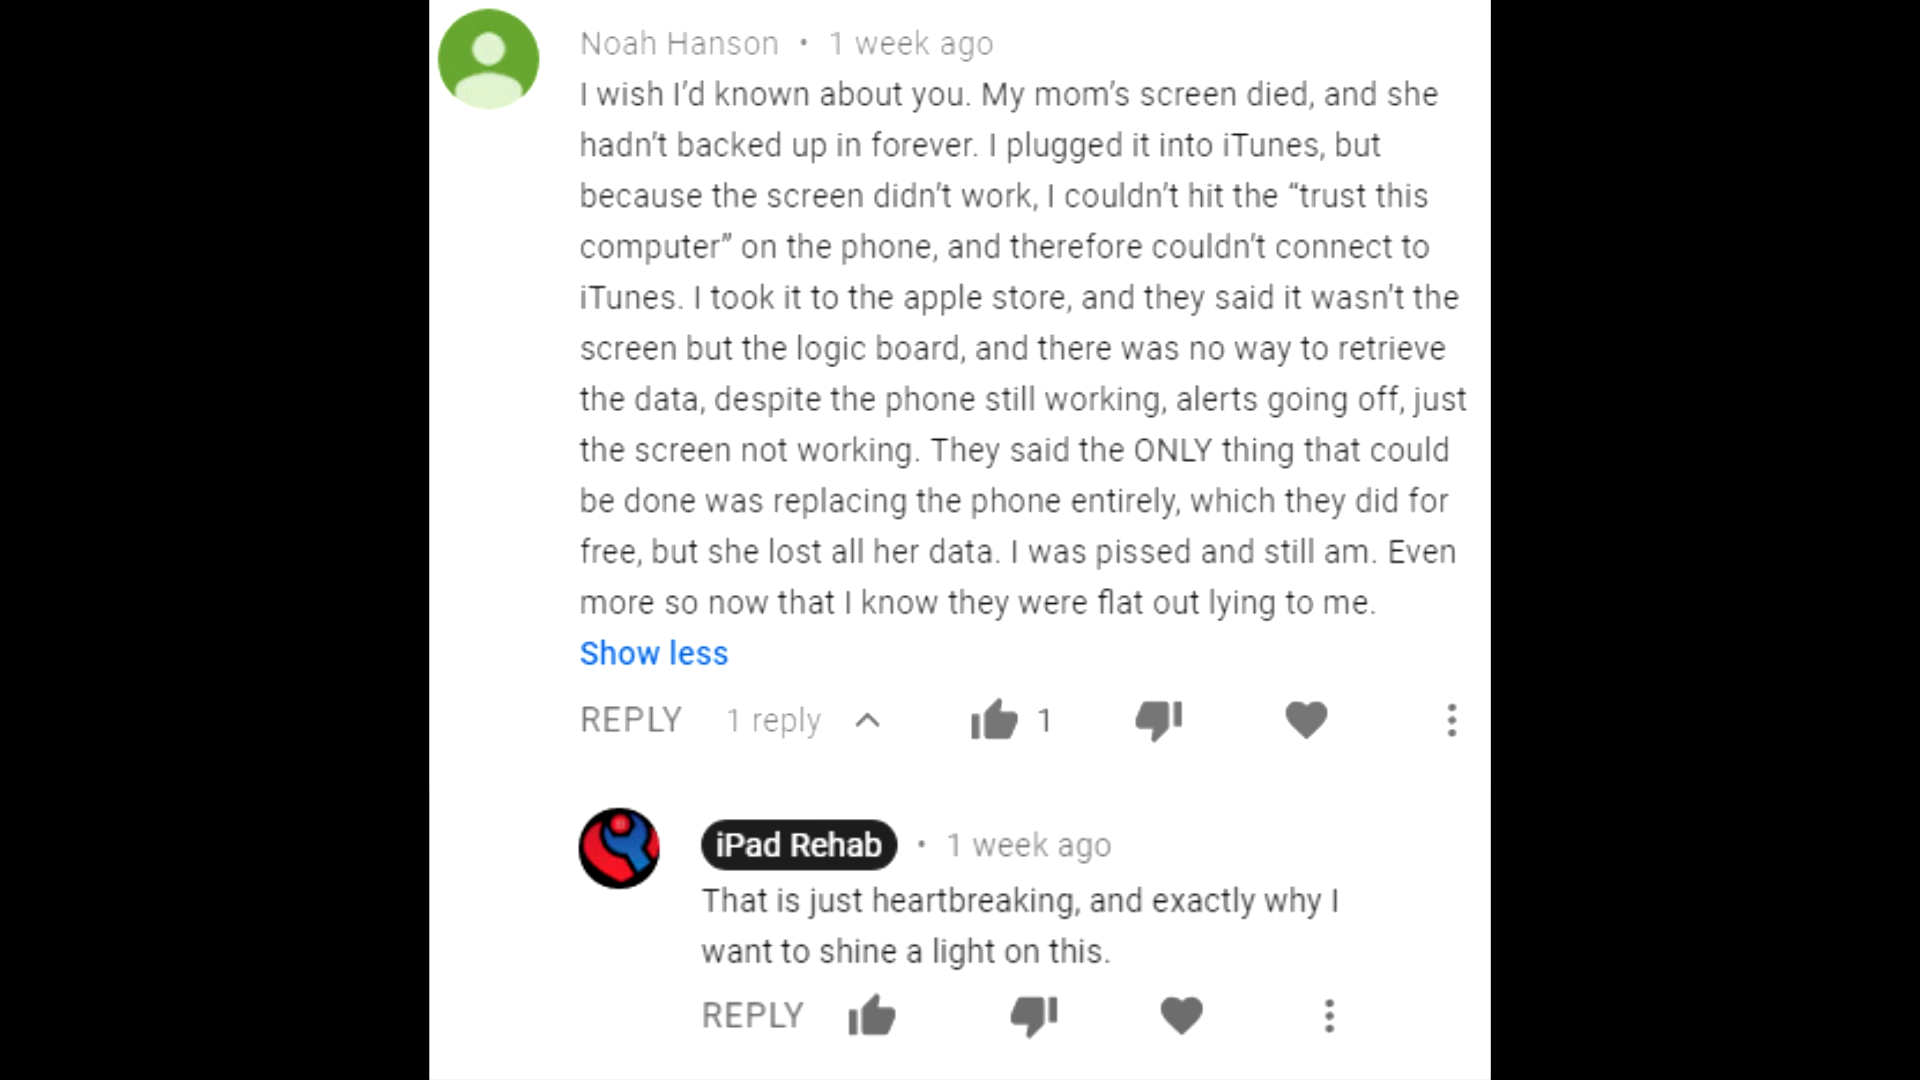 Noah Hanson • 1 week ago
I wish I’d known about you. My mom’s screen died, and she
hadn’t backed up in forever. I plugged it into iTunes, but
because the screen didn’t work, I couldn’t hit the “trust this
computer” on the phone, and therefore couldn’t connect to
iTunes. I took it to the apple store, and they said it wasn’t the
screen but the logic board, and there was no way to retrieve
the data, despite the phone still working, alerts going off, just
the screen not working. They said the ONLY thing that could
be done was replacing the phone entirely, which they did for
free, but she lost all her data. I was pissed and still am. Even
more so now that I know they were flat out lying to me.
Show less
REPLY 1 reply 1
iPad Rehab • 1 week ago
That is just heartbreaking, and exactly why I
want to shine a light on this.
REPLY